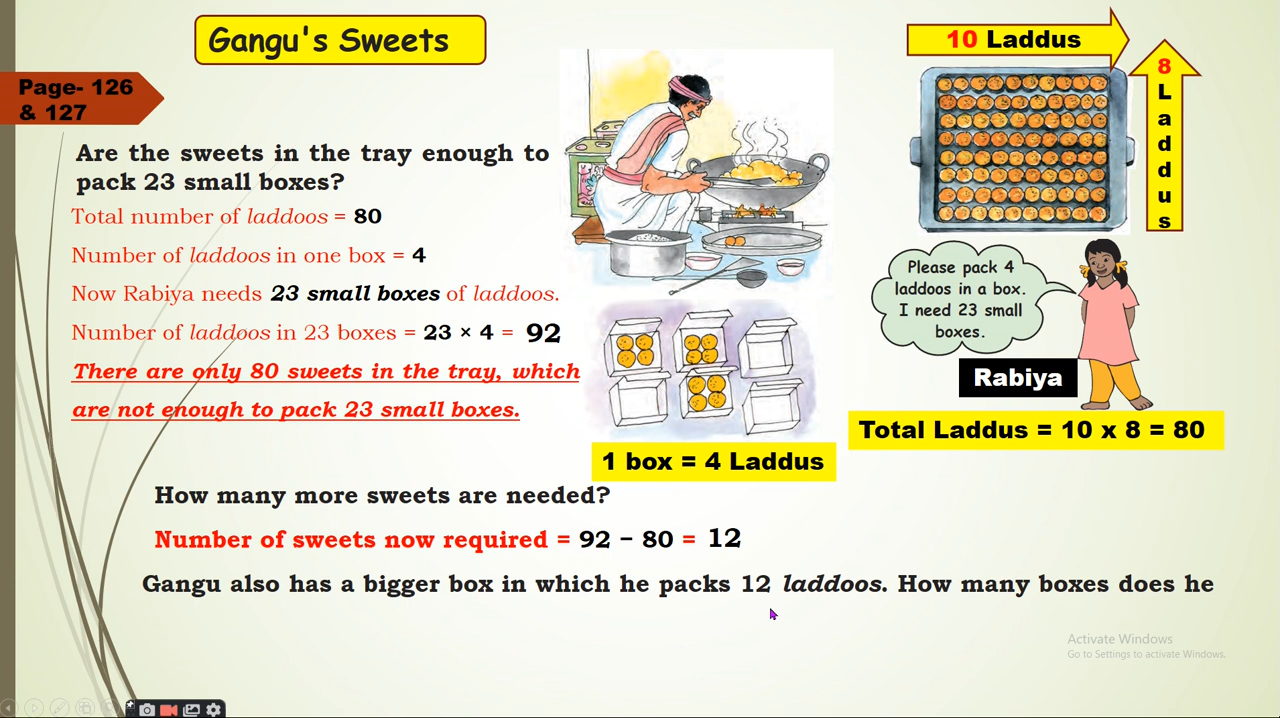 Gangu's Sweets
Page- 126
& 127
Are the sweets in the tray enough to
pack 23 small boxes?
Total number of laddoos = 80
Number of laddoos in one box = 4
Now Rabiya needs 23 small boxes of laddoos.
Number of laddoos in 23 boxes = 23 × 4 = 92
There are only 80 sweets in the tray, which
are not enough to pack 23 small boxes.
10 Laddus
8
L
a
d
d
u
s
Please pack 4
laddoos in a box.
I need 23 small
boxes.
Rabiya
Total Laddus = 10 x 8 = 80
1 box = 4 Laddus
How many more sweets are needed?
Number of sweets now required = 92 − 80 = 12
Gangu also has a bigger box in which he packs 12 laddoos. How many boxes does he
Activate Windows
Go to Settings to activate Windows.